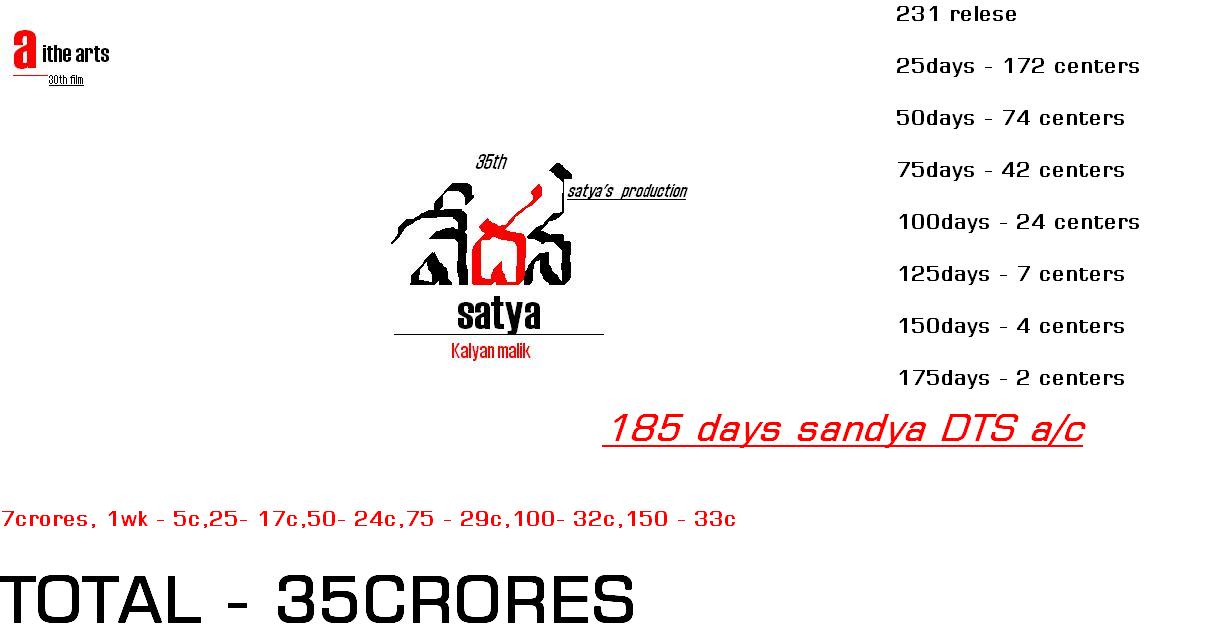 a ithe arts
30th film
231 relese
25days - 172 centers
50days - 74 centers
75days - 42 centers
100days - 24 centers
125days - 7 centers
150days - 4 centers
175days - 2 centers
35th
satya's production
satya
Kalyan malik
185 days sandya DTS a/c
7crores, 1wk - 5c,25- 17c,50- 24c,75 - 29c,100- 32c,150 - 33c
TOTAL - 35CRORES